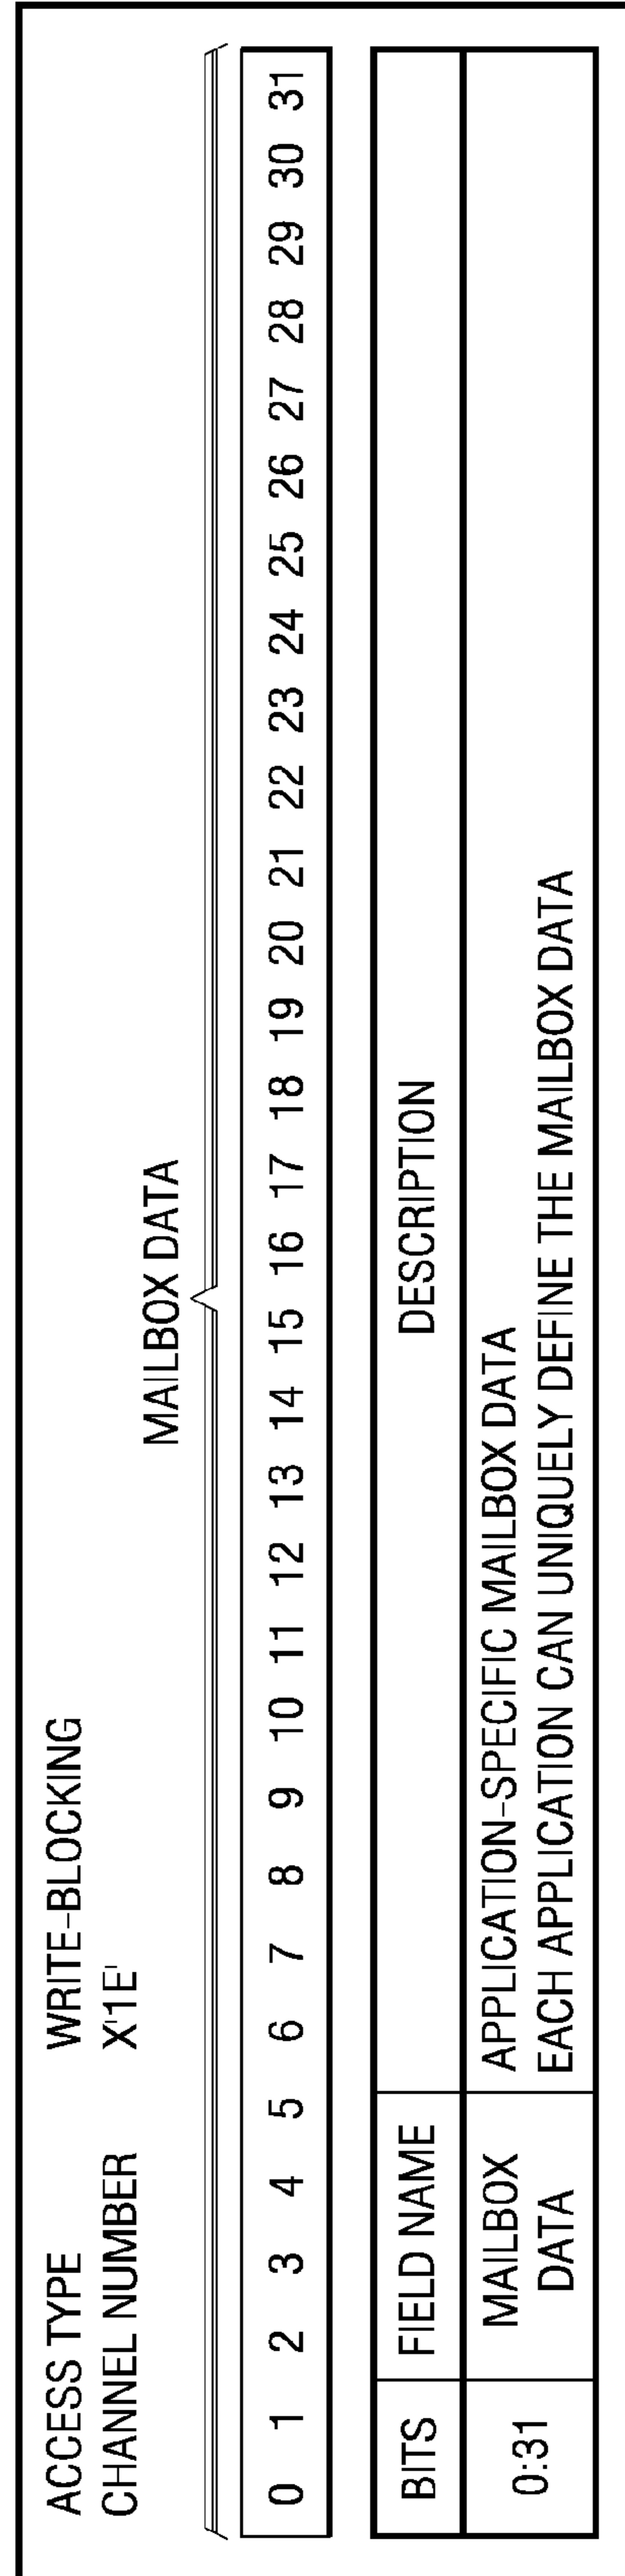 ACCESS TYPE WRITE-BLOCKING
CHANNEL NUMBER X'1E'
MAILBOX DATA
0 1 2 3 4 5 6 7 8 9 10 11 12 13 14 15 16 17 18 19 20 21 22 23 24 25 26 27 28 29 30 31
BITS FIELD NAME DESCRIPTION
0:31 MAILBOX DATA APPLICATION-SPECIFIC MAILBOX DATA
EACH APPLICATION CAN UNIQUELY DEFINE THE MAILBOX DATA